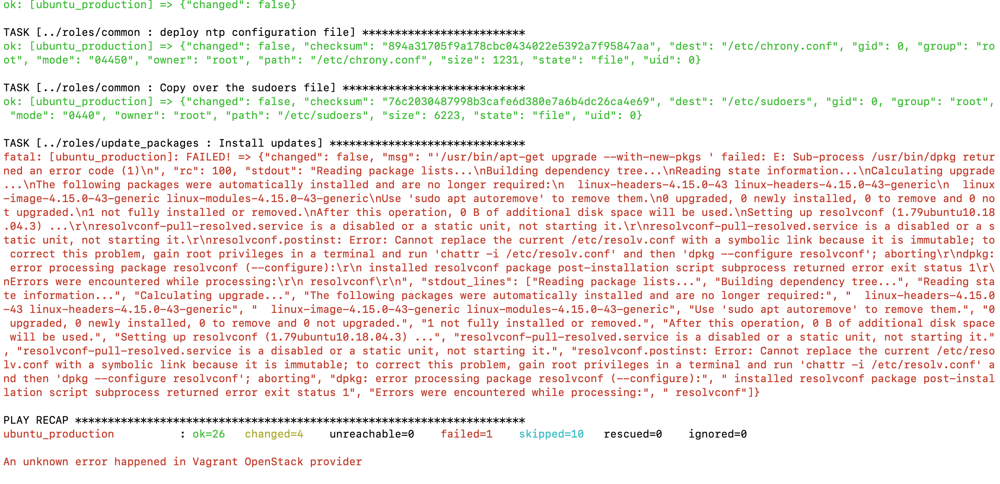 ok: [ubuntu_production] => {"changed": false}
TASK [../roles/common : deploy ntp configuration file] *************************
ok: [ubuntu_production] => {"changed": false, "checksum": "894a31705f9a178cbc0434022e5392a7f95847aa", "dest": "/etc/chrony.conf", "gid": 0, "group": "ro
ot", "mode": "04450", "owner": "root", "path": "/etc/chrony.conf", "size": 1231, "state": "file", "uid": 0}
TASK [../roles/common : Copy over the sudoers file] ****************************
ok: [ubuntu_production] => {"changed": false, "checksum": "76c2030487998b3cafe6d380e7a6b4dc26ca4e69", "dest": "/etc/sudoers", "gid": 0, "group": "root",
 "mode": "0440", "owner": "root", "path": "/etc/sudoers", "size": 6223, "state": "file", "uid": 0}
TASK [../roles/update_packages : Install updates] ******************************
fatal: [ubuntu_production]: FAILED! => {"changed": false, "msg": "'/usr/bin/apt-get upgrade --with-new-pkgs ' failed: E: Sub-process /usr/bin/dpkg retur
ned an error code (1)\n", "rc": 100, "stdout": "Reading package lists...\nBuilding dependency tree...\nReading state information...\nCalculating upgrade
...\nThe following packages were automatically installed and are no longer required:\n  linux-headers-4.15.0-43 linux-headers-4.15.0-43-generic\n  linux
-image-4.15.0-43-generic linux-modules-4.15.0-43-generic\nUse 'sudo apt autoremove' to remove them.\n0 upgraded, 0 newly installed, 0 to remove and 0 no
t upgraded.\n1 not fully installed or removed.\nAfter this operation, 0 B of additional disk space will be used.\nSetting up resolvconf (1.79ubuntu10.18
.04.3) ...\r\nresolvconf-pull-resolved.service is a disabled or a static unit, not starting it.\r\nresolvconf-pull-resolved.service is a disabled or a s
tatic unit, not starting it.\r\nresolvconf.postinst: Error: Cannot replace the current /etc/resolv.conf with a symbolic link because it is immutable; to
 correct this problem, gain root privileges in a terminal and run 'chattr -i /etc/resolv.conf' and then 'dpkg --configure resolvconf'; aborting\r\ndpkg:
 error processing package resolvconf (--configure):\r\n installed resolvconf package post-installation script subprocess returned error exit status 1\r\
nErrors were encountered while processing:\r\n resolvconf\r\n", "stdout_lines": ["Reading package lists...", "Building dependency tree...", "Reading sta
te information...", "Calculating upgrade...", "The following packages were automatically installed and are no longer required:", "  linux-headers-4.15.0
-43 linux-headers-4.15.0-43-generic", "  linux-image-4.15.0-43-generic linux-modules-4.15.0-43-generic", "Use 'sudo apt autoremove' to remove them.", "0
 upgraded, 0 newly installed, 0 to remove and 0 not upgraded.", "1 not fully installed or removed.", "After this operation, 0 B of additional disk space
 will be used.", "Setting up resolvconf (1.79ubuntu10.18.04.3) ...", "resolvconf-pull-resolved.service is a disabled or a static unit, not starting it."
, "resolvconf-pull-resolved.service is a disabled or a static unit, not starting it.", "resolvconf.postinst: Error: Cannot replace the current /etc/reso
lv.conf with a symbolic link because it is immutable; to correct this problem, gain root privileges in a terminal and run 'chattr -i /etc/resolv.conf' a
nd then 'dpkg --configure resolvconf'; aborting", "dpkg: error processing package resolvconf (--configure):", " installed resolvconf package post-instal
lation script subprocess returned error exit status 1", "Errors were encountered while processing:", " resolvconf"]}
PLAY RECAP *********************************************************************
ubuntu_production          : ok=26   changed=4    unreachable=0    failed=1    skipped=10   rescued=0    ignored=0
An unknown error happened in Vagrant OpenStack provider